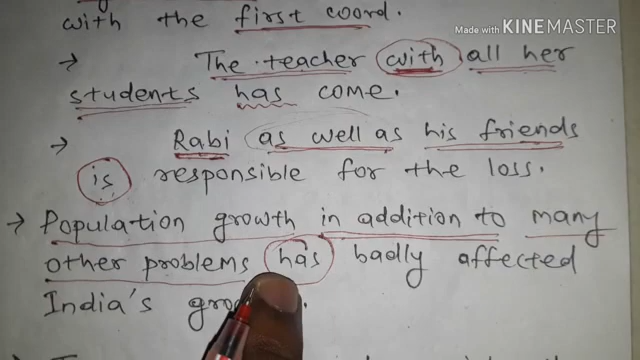 with the first coord.
Made with KINEMASTER
→ The teacher with all her
students has come.
→ Rabi as well as his friends
is responsible for the loss.
→ Population growth in addition to many
other problems has badly affected
India's